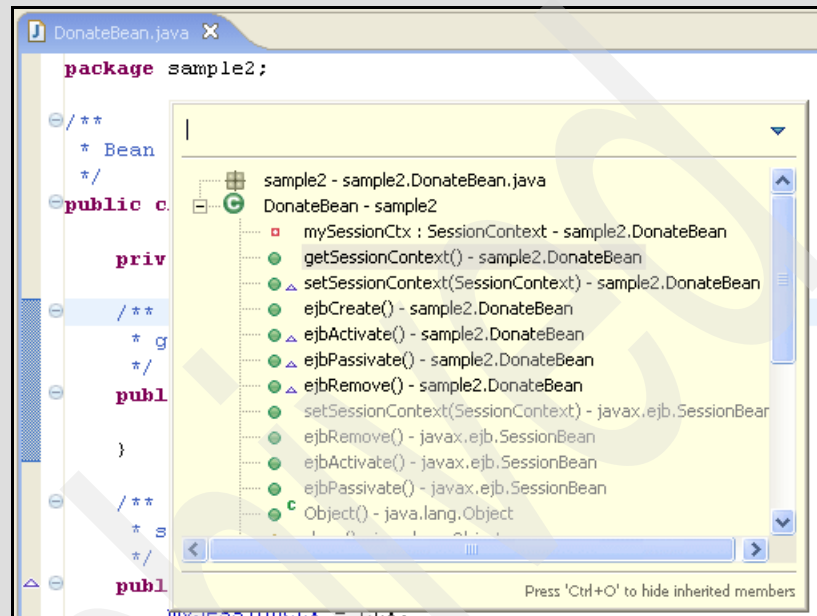 DonateBean.java
package sample2;
/**
* Bean
*/
public c
priv
/**
* g
*/
publ
}
/**
* s
*/
publ
sample2 - sample2.DonateBean.java
DonateBean - sample2
mySessionCtx : SessionContext - sample2.DonateBean
getSessionContext() - sample2.DonateBean
setSessionContext(SessionContext) - sample2.DonateBean
ejbCreate() - sample2.DonateBean
ejbActivate() - sample2.DonateBean
ejbPassivate() - sample2.DonateBean
ejbRemove() - sample2.DonateBean
setSessionContext(SessionContext) - javax.ejb.SessionBear
ejbRemove() - javax.ejb.SessionBean
ejbActivate() - javax.ejb.SessionBean
ejbPassivate() - javax.ejb.SessionBean
Object() - java.lang.Object
Press 'Ctrl+O' to hide inherited members